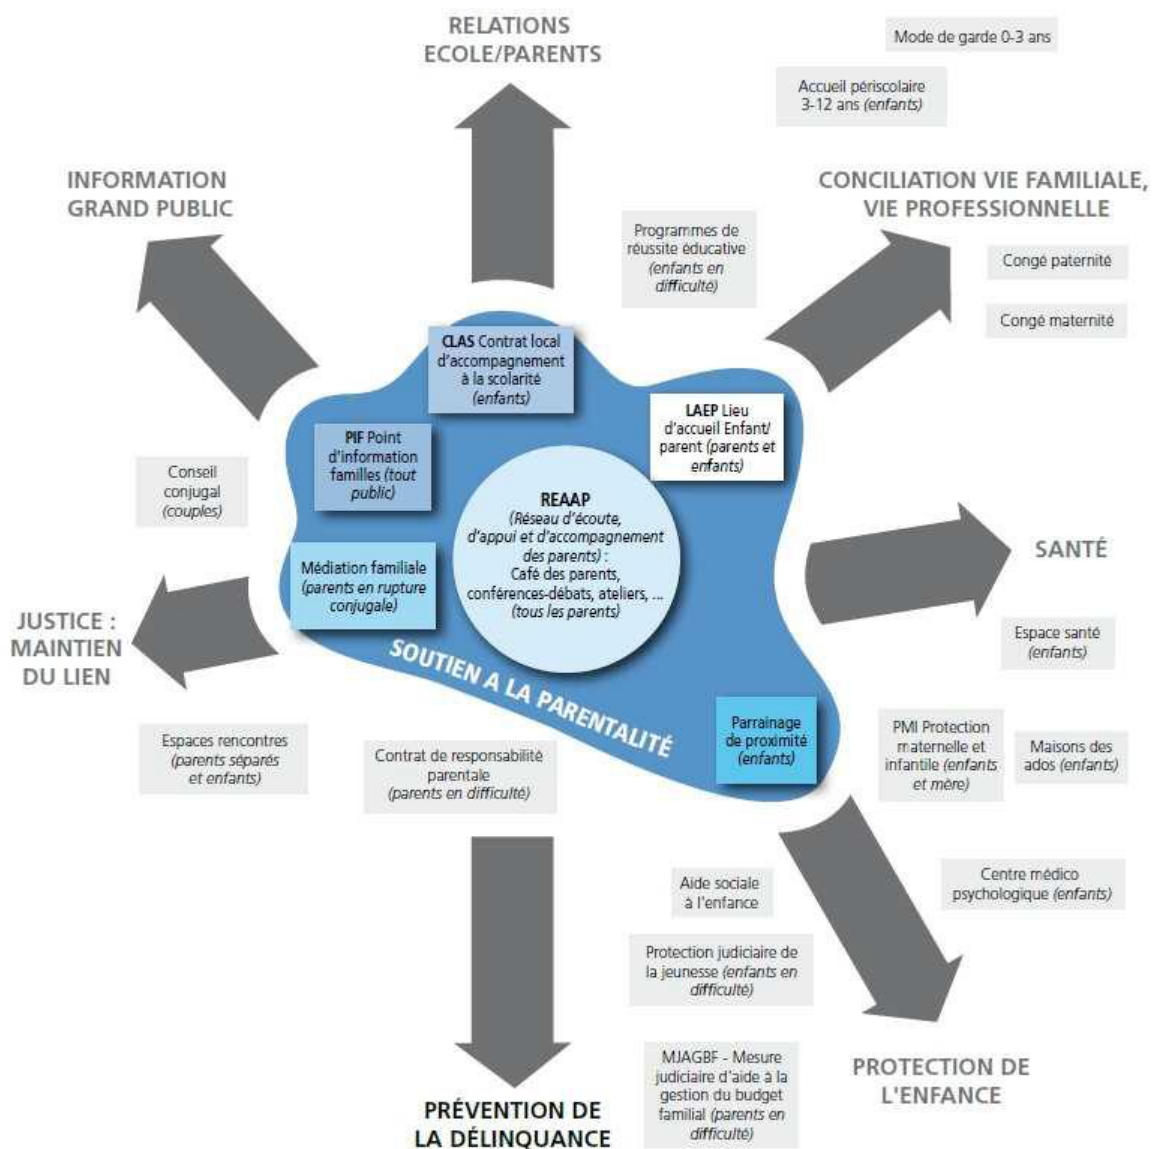 RELATIONS
ECOLE/PARENTS
Mode de garde 0-3 ans
Accueil périscolaire
3-12 ans (enfants)
INFORMATION
GRAND PUBLIC
CONCILIATION VIE FAMILIALE,
VIE PROFESSIONNELLE
Programmes de
réussite éducative
(enfants en
difficulté)
Congé paternité
Congé maternité
CLAS Contrat local
d'accompagnement
à la scolarité
(enfants)
LAEP Lieu
d'accueil Enfant/
parent (parents et
enfants)
PIF Point
d'information
familles (tout
public)
Conseil
conjugal
(couples)
REAAP
(Réseau d'écoute,
d'appui et d'accompagnement
des parents) :
Café des parents,
conférences-débats, ateliers, ...
(tous les parents)
Médiation familiale
(parents en rupture
conjugale)
SANTÉ
JUSTICE :
MAINTIEN
DU LIEN
Espace santé
(enfants)
SOUTIEN A LA PARENTALITÉ
Parrainage
de proximité
(enfants)
PMI Protection
maternelle et
infantile (enfants
et mère)
Maisons des
ados (enfants)
Espaces rencontres
(parents séparés
et enfants)
Contrat de responsabilité
parentale
(parents en difficulté)
Centre médico
psychologique (enfants)
Aide sociale
à l'enfance
Protection judiciaire de
la jeunesse (enfants en
difficulté)
MJAGBF - Mesure
judiciaire d'aide à la
gestion du budget
familial (parents en
difficulté)
PROTECTION DE
L'ENFANCE
PRÉVENTION DE
LA DÉLINQUANCE